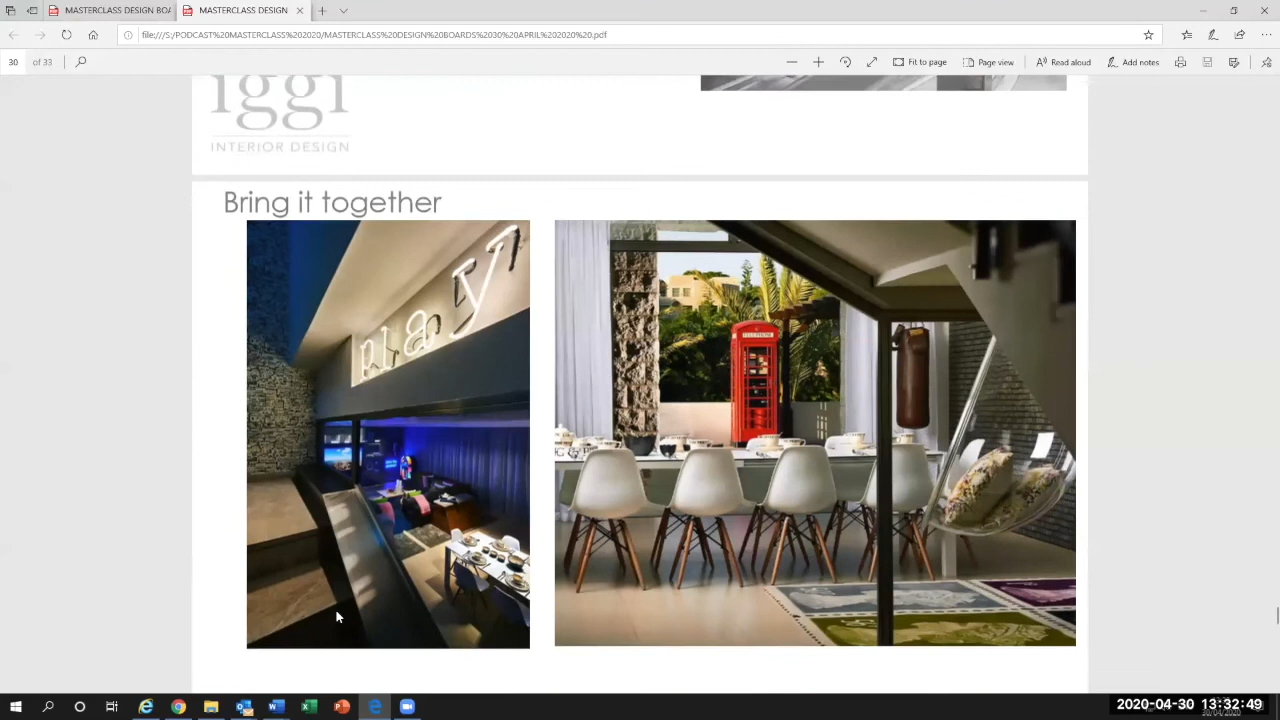 MASTERCLASS DESIGN BOA
MASTERCLASS DESIGN
file:///S:/PODCAST%20MASTERCLASS%202020/MASTERCLASS%20DESIGN%20BOARDS%2030%20APRIL%202020%20.pdf
30 of 33
Fit to page
Page view
Read aloud
Add notes
iggi
INTERIOR DESIGN
Bring it together
play
TELEPHONE
2020-04-30 13:32:49